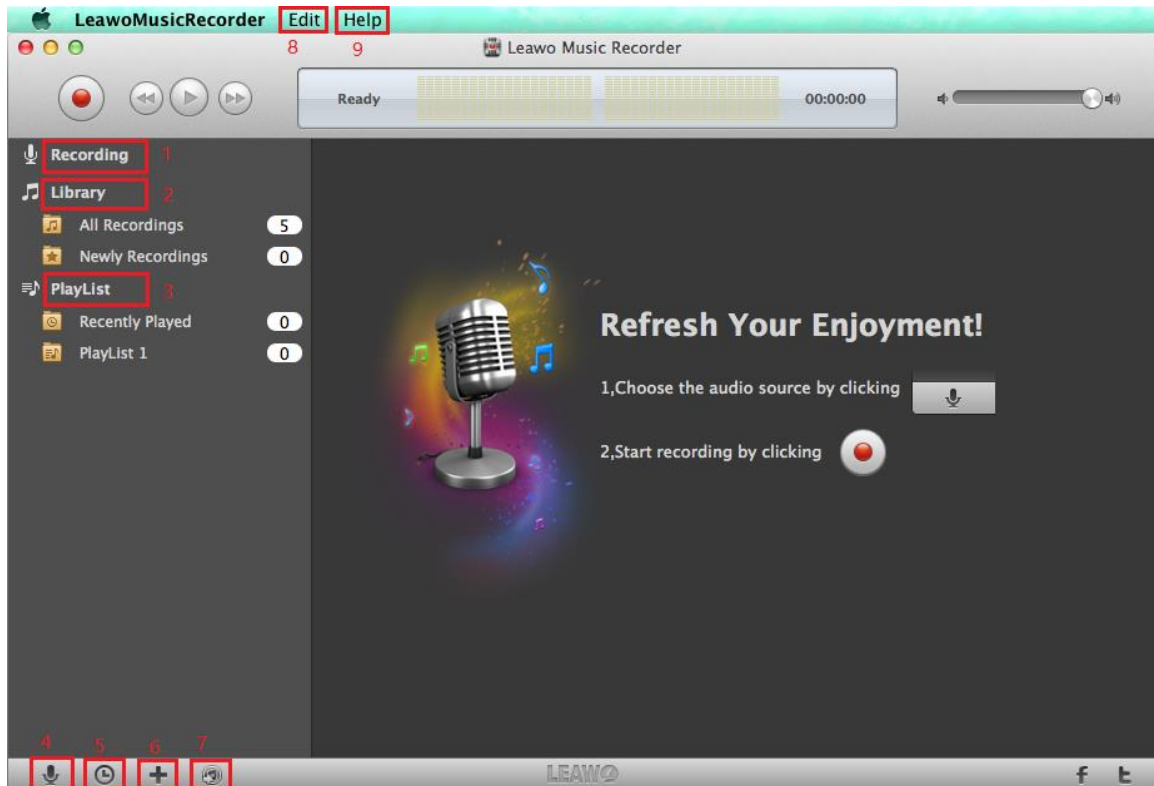 LeawoMusicRecorder Edit Help
8 9
Leawo Music Recorder
Ready 00:00:00
Recording 1
Library 2
All Recordings 5
Newly Recordings 0
PlayList 3
Recently Played 0
PlayList 1 0
Refresh Your Enjoyment!
1,Choose the audio source by clicking
2,Start recording by clicking
4 5 6 7
LEAWO